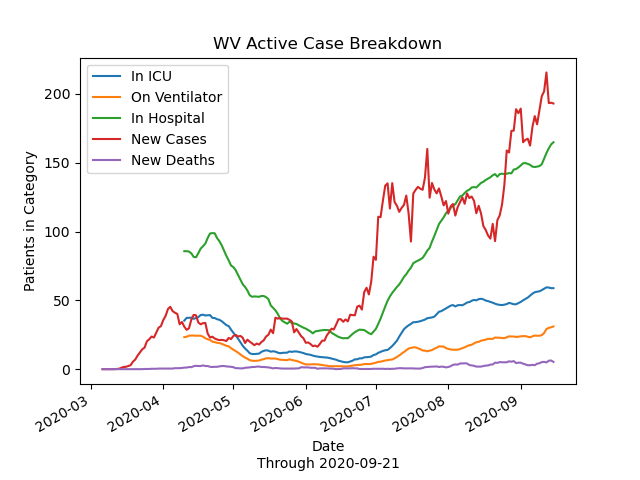 WV Active Case Breakdown
In ICU
On Ventilator
In Hospital
New Cases
New Deaths
Patients in Category
200
150
100
50
0
2020-03
2020-04
2020-05
2020-06
2020-07
2020-08
2020-09
Date
Through 2020-09-21